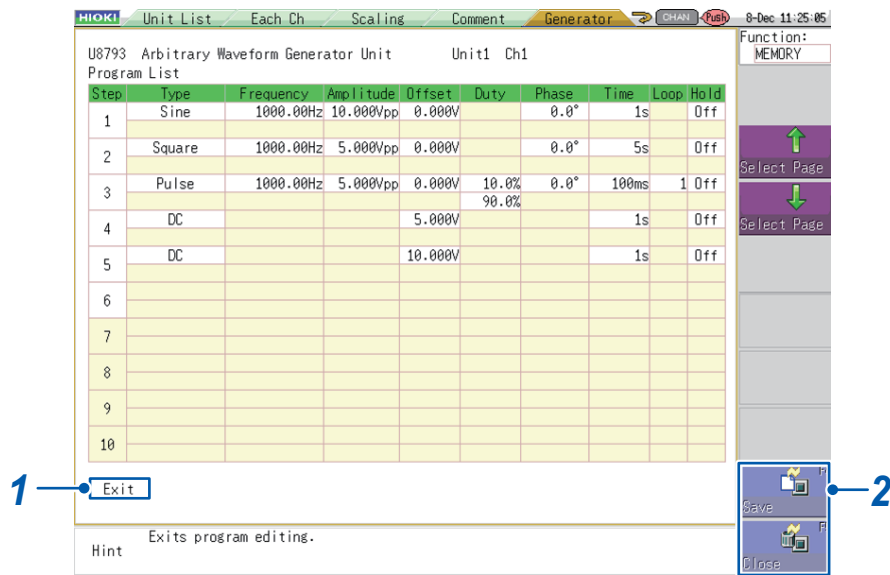 HIOKI Unit List Each Ch Scaling Comment Generator CHAN Push 8-Dec 11:25:05
Function:
MEMORY
U8793 Arbitrary Waveform Generator Unit Unit1 Ch1
Program List
Step Type Frequency Amplitude Offset Duty Phase Time Loop Hold
1 Sine 1000.00Hz 10.000Vpp 0.000V 0.0° 1s Off
2 Square 1000.00Hz 5.000Vpp 0.000V 0.0° 5s Off
3 Pulse 1000.00Hz 5.000Vpp 0.000V 10.0% 0.0° 100ms 1 Off
90.0%
4 DC 5.000V 1s Off
5 DC 10.000V 1s Off
6
7
8
9
10
Select Page
Select Page
1 Exit
2
Save
Close
Hint Exits program editing.